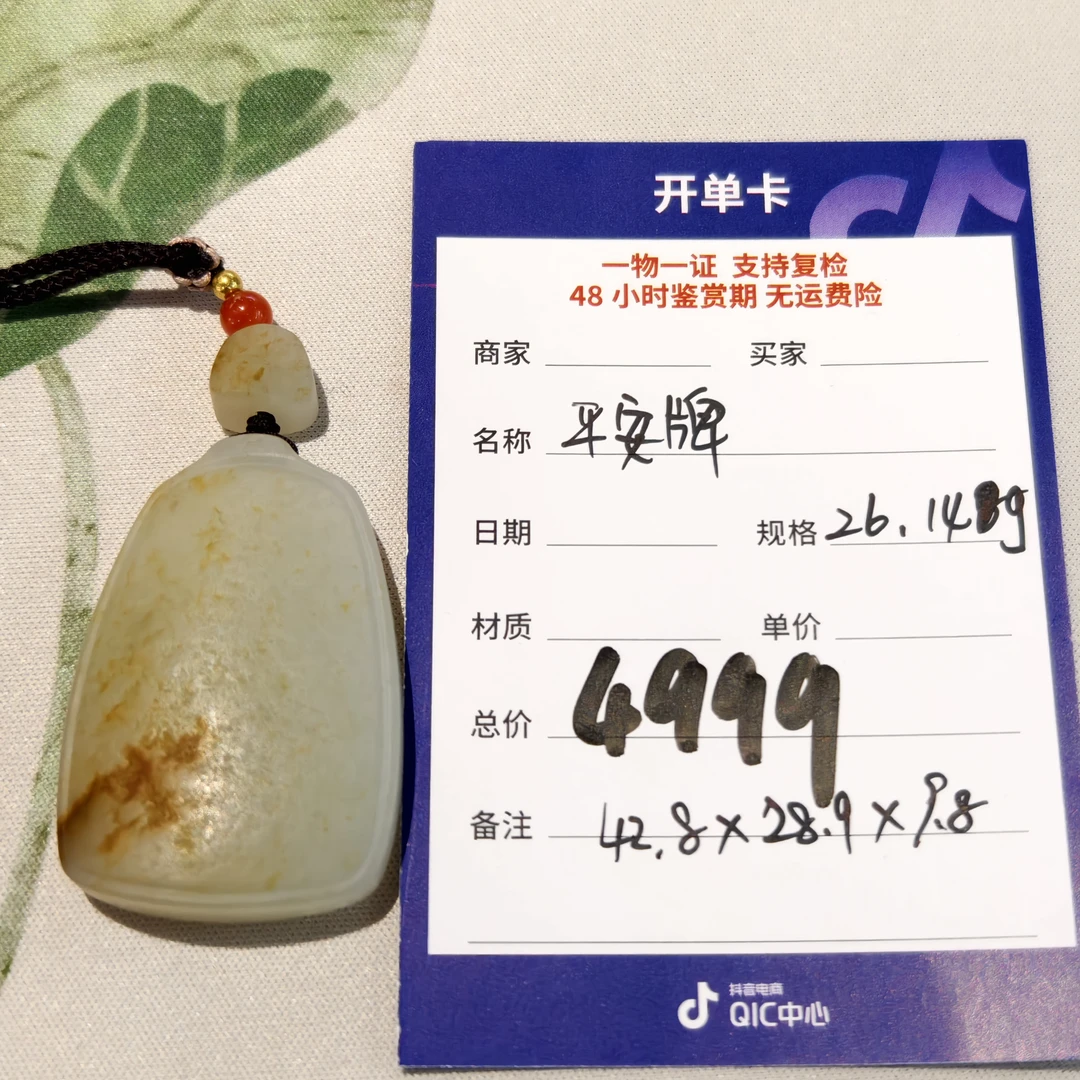 开单卡
一物一证 支持复检
48 小时鉴赏期 无运费险
商家 买家
名称 平安牌
日期 规格 26.148g
材质 单价
总价 4999
备注 42.8×28.9×9.8
抖音电商
QIC中心